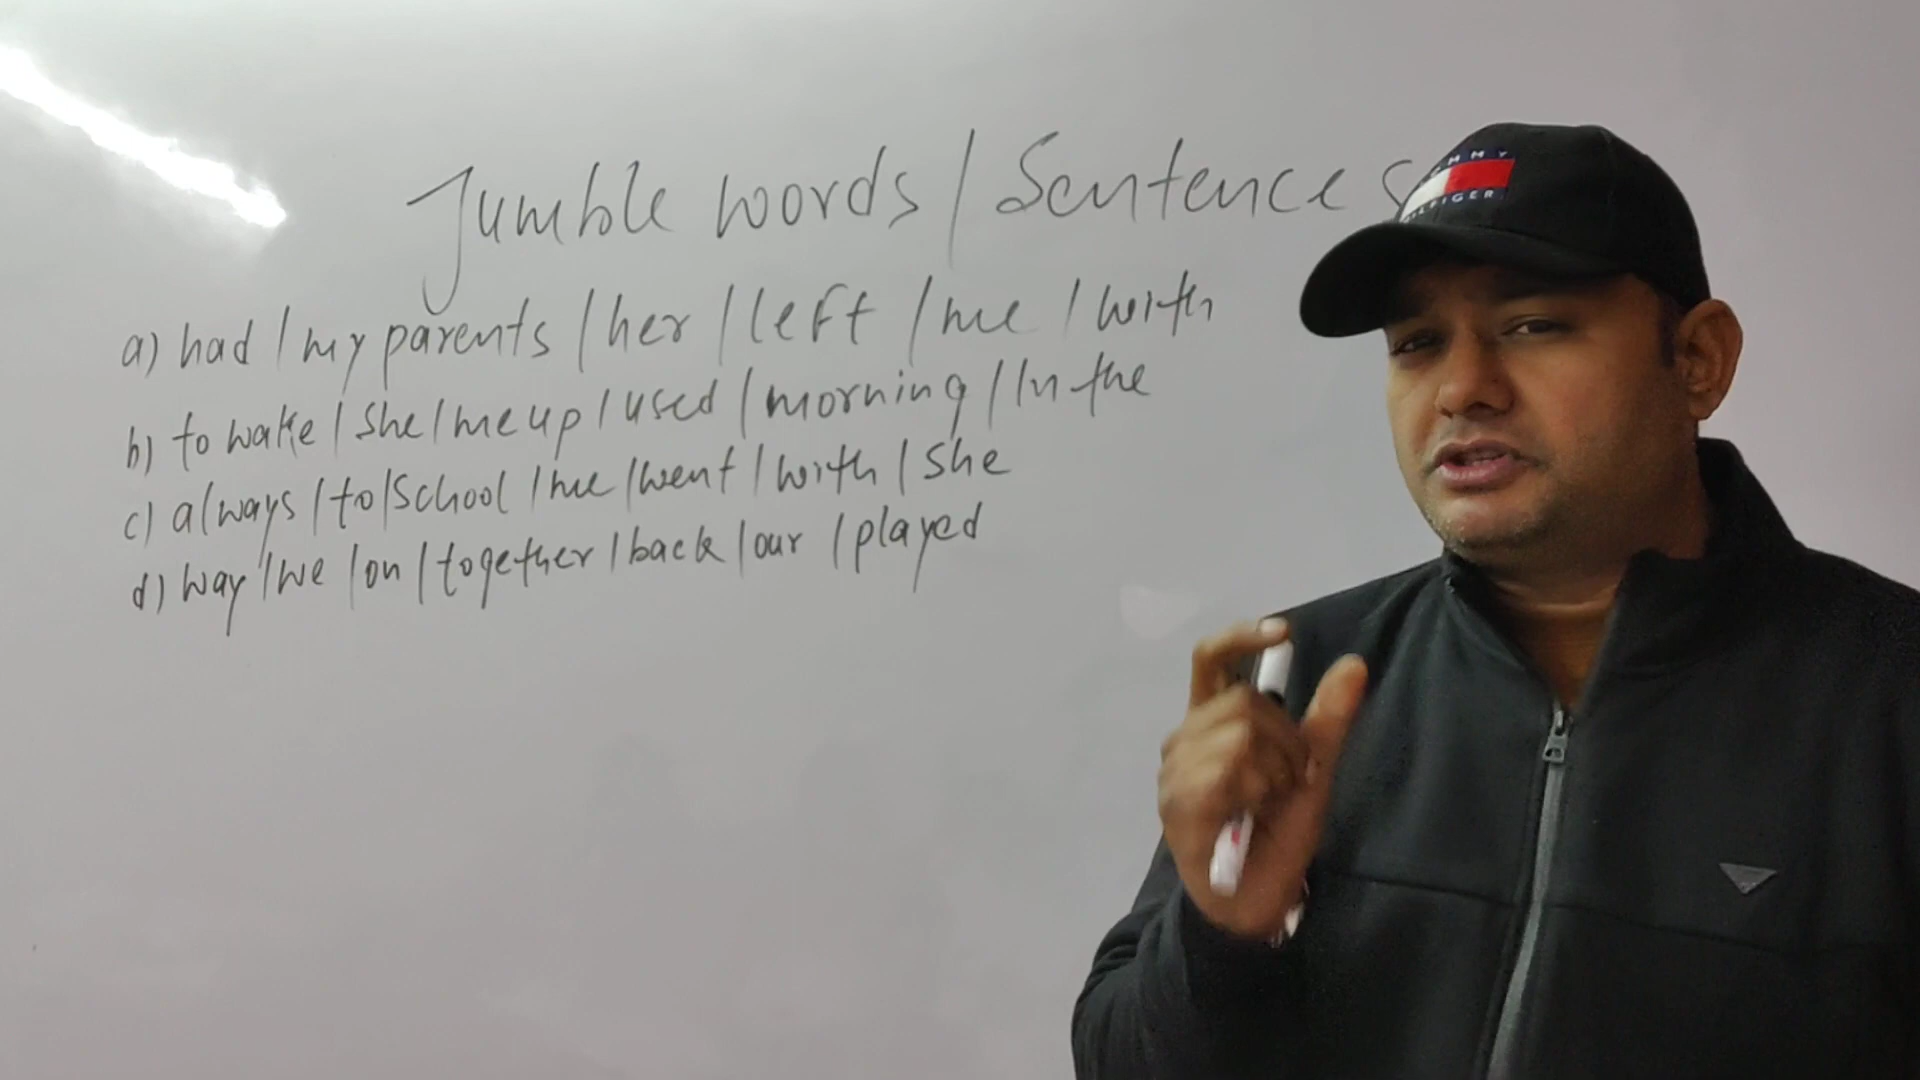 Jumble words / Sentences
a) had / my parents / her / left / me / with
b) to wake / She / me up / used / morning / In the
c) always / to / School / me / went / with / She
d) way / we / on / together / back / our / played